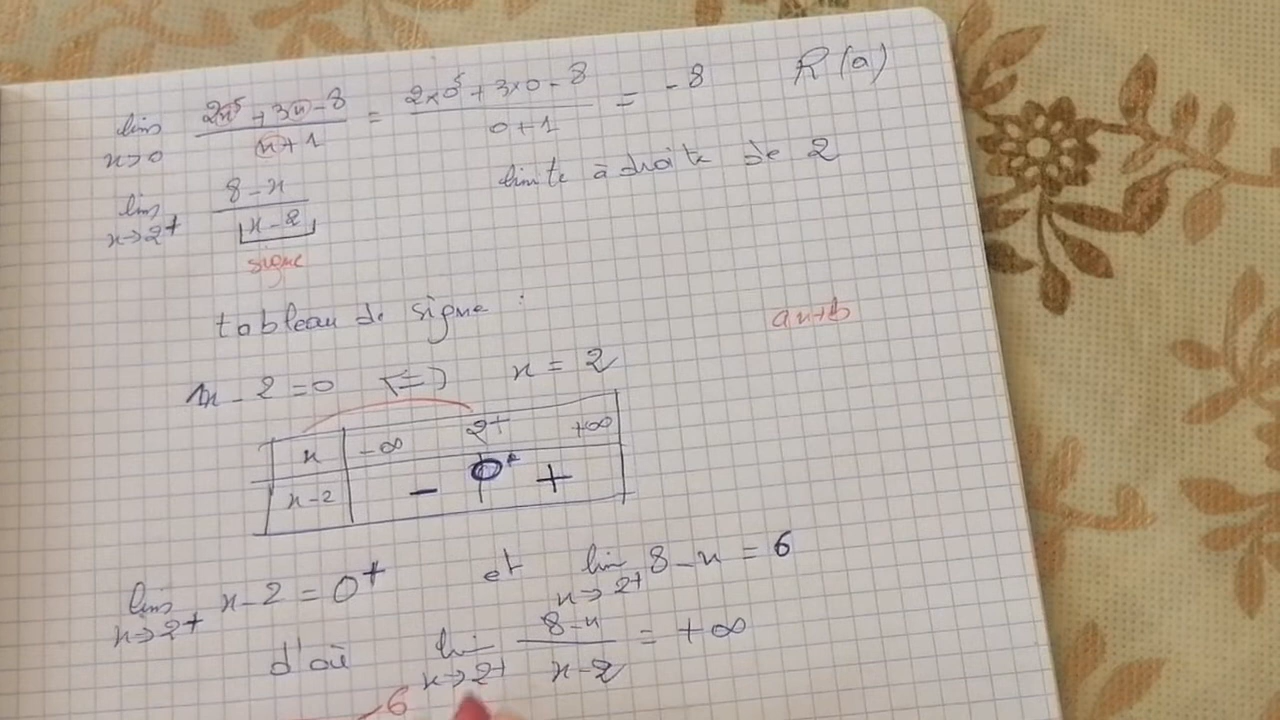 lim x→0 (2x⁵ + 3x - 8)/(x + 1) = (2×0⁵ + 3×0 - 8)/(0 + 1) = -8 R(a)
lim x→2⁺ (8 - x)/(x - 2) limite à droite de 2
signe
tableau de signe :
ax+b
1x - 2 = 0 <=> x = 2
x -∞ 2⁺ +∞
x-2 - 0⁺ +
lim x→2⁺ x - 2 = 0⁺ et lim x→2⁺ 8 - x = 6
d'où lim x→2⁺ (8 - x)/(x - 2) = +∞
6